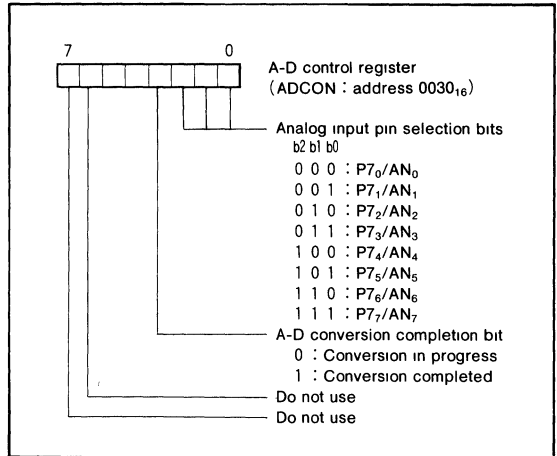 7 0
A-D control register
(ADCON : address 0030₁₆)
Analog input pin selection bits
b2 b1 b0
0 0 0 : P7₀/AN₀
0 0 1 : P7₁/AN₁
0 1 0 : P7₂/AN₂
0 1 1 : P7₃/AN₃
1 0 0 : P7₄/AN₄
1 0 1 : P7₅/AN₅
1 1 0 : P7₆/AN₆
1 1 1 : P7₇/AN₇
A-D conversion completion bit
0 : Conversion in progress
1 : Conversion completed
Do not use
Do not use